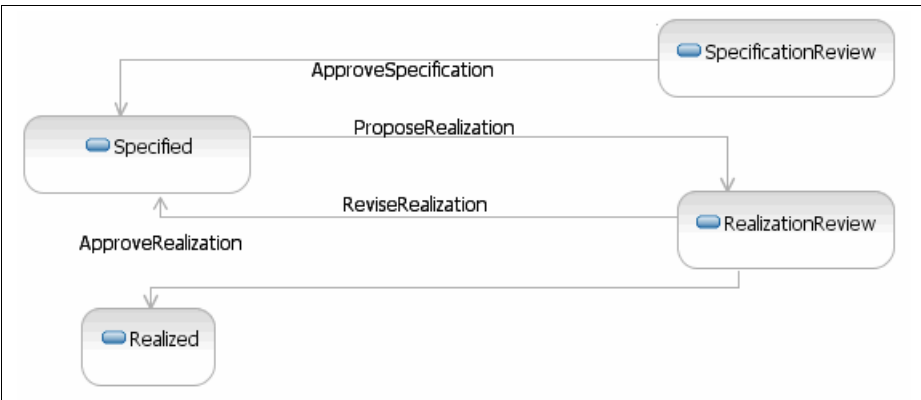 SpecificationReview
ApproveSpecification
ProposeRealization
Specified
ReviseRealization
RealizationReview
ApproveRealization
Realized